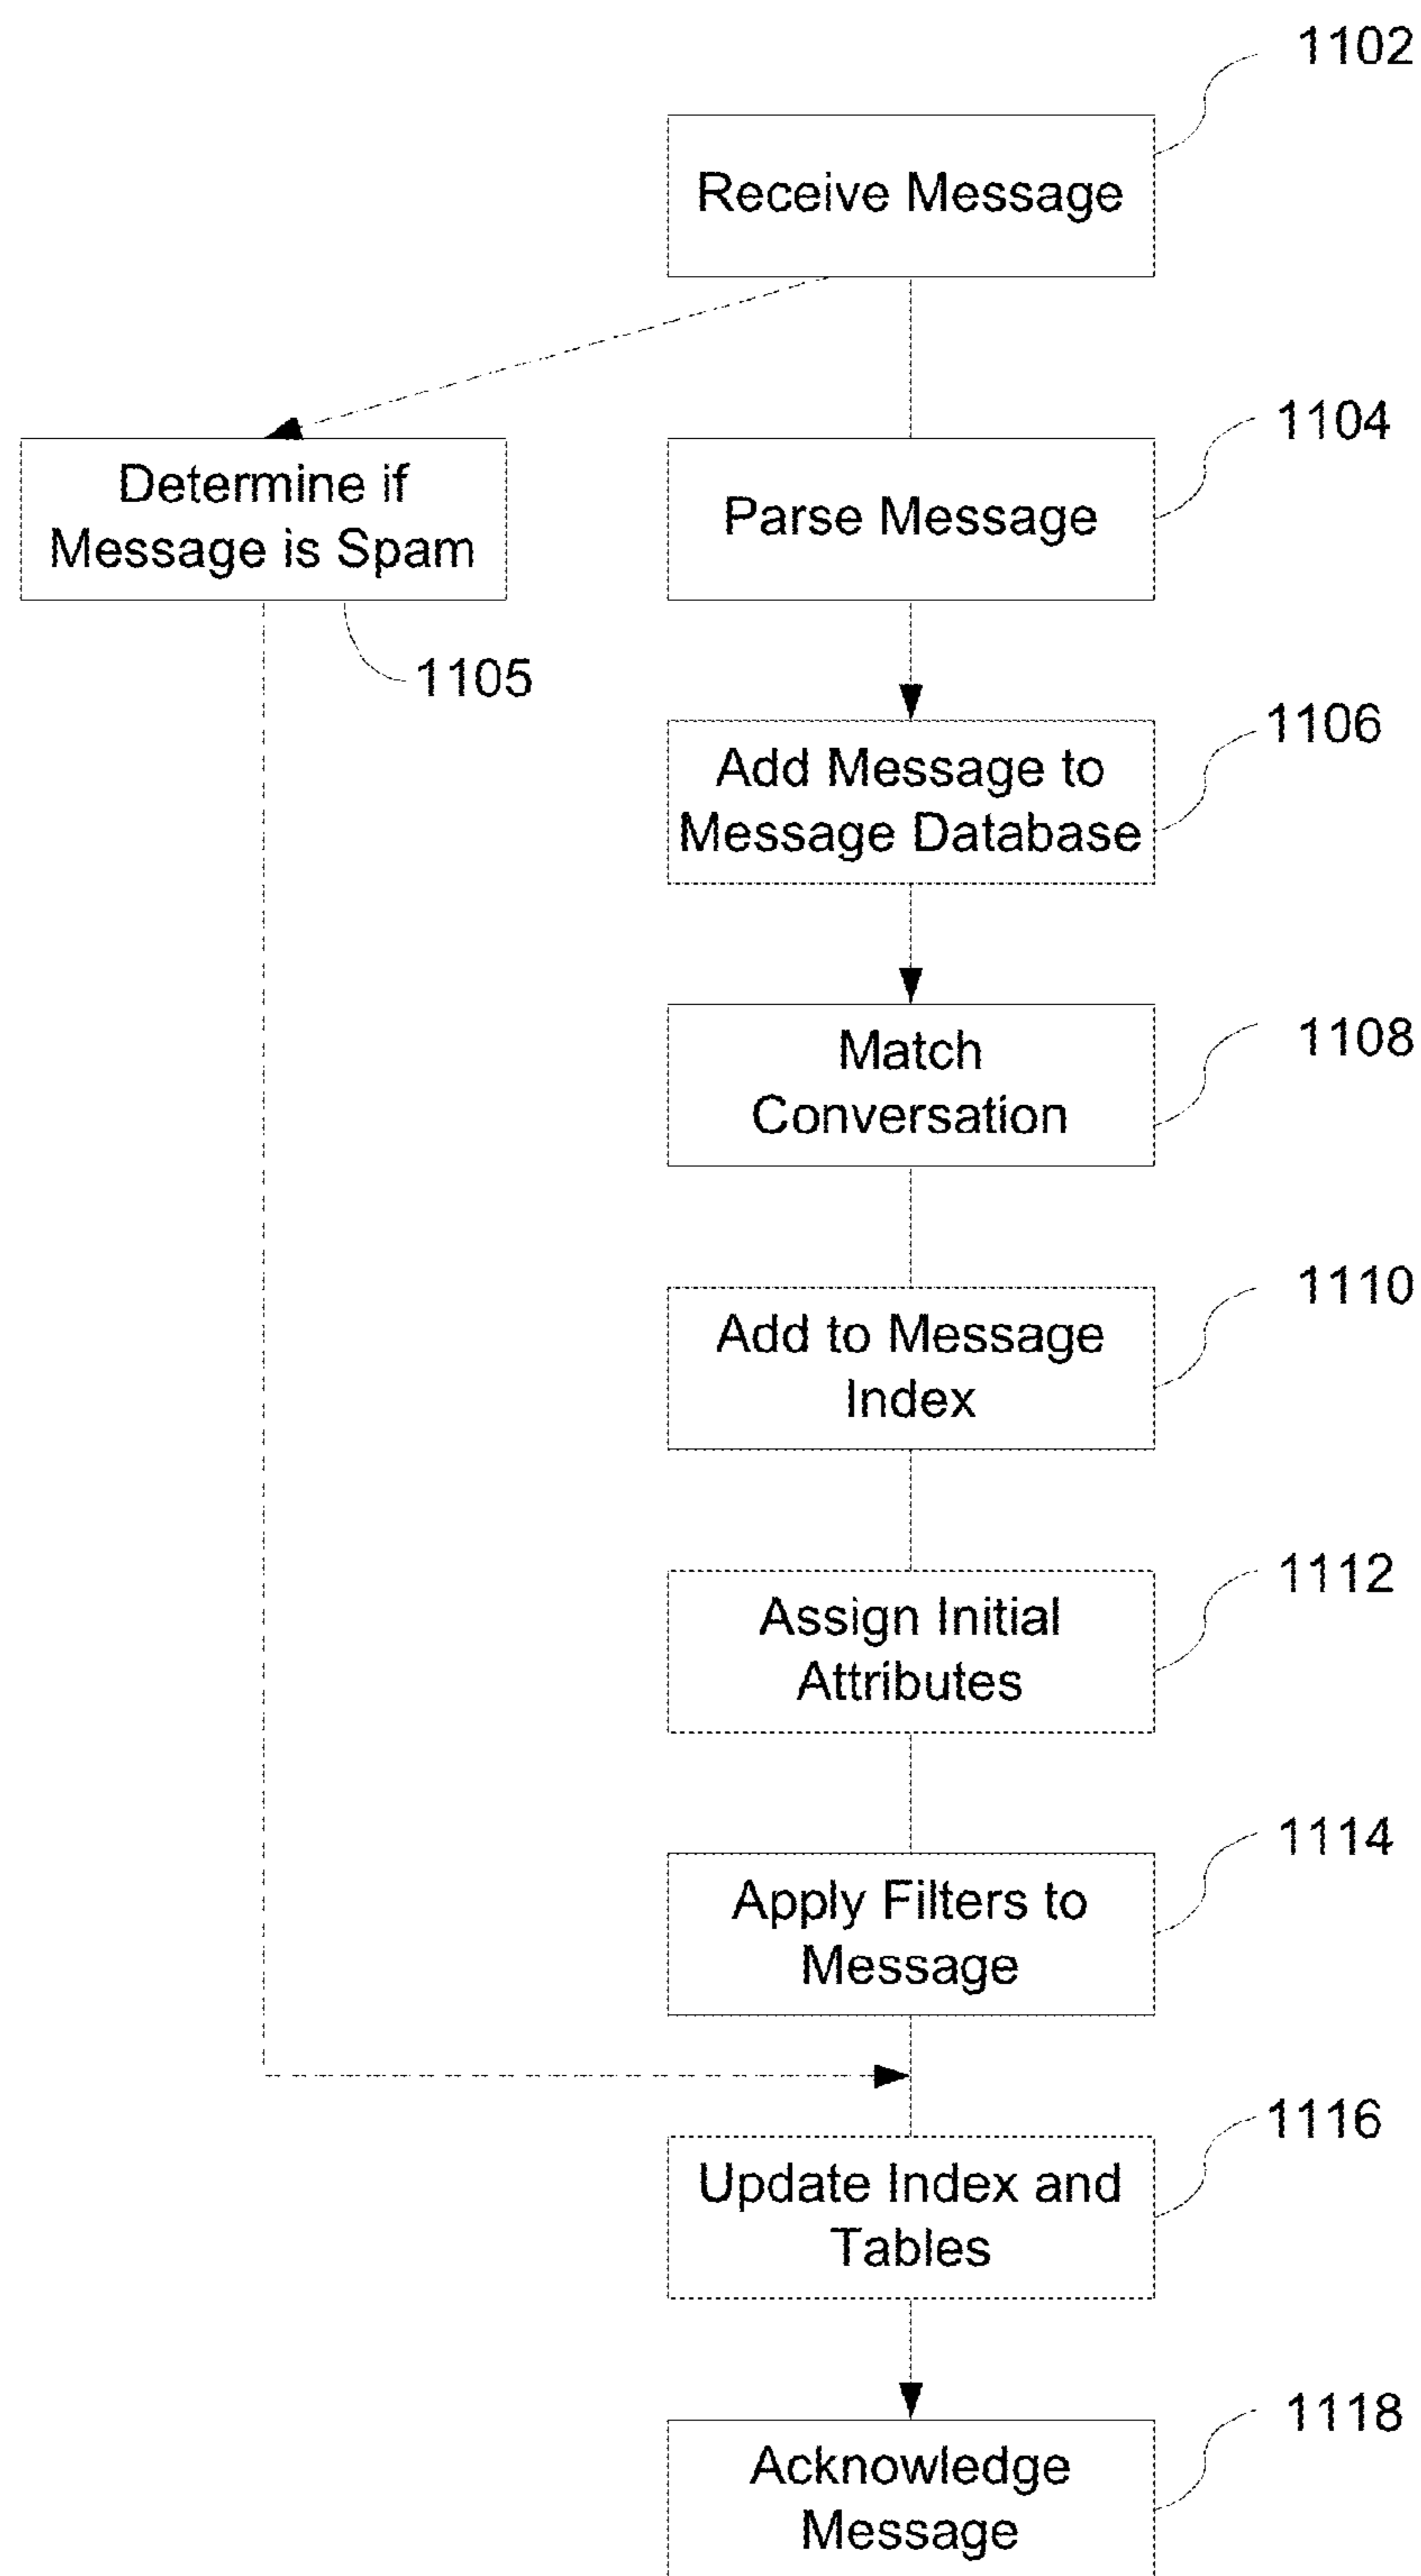 1102
Receive Message
1104
Determine if
Message is Spam
Parse Message
1105
1106
Add Message to
Message Database
1108
Match
Conversation
1110
Add to Message
Index
1112
Assign Initial
Attributes
1114
Apply Filters to
Message
1116
Update Index and
Tables
1118
Acknowledge
Message